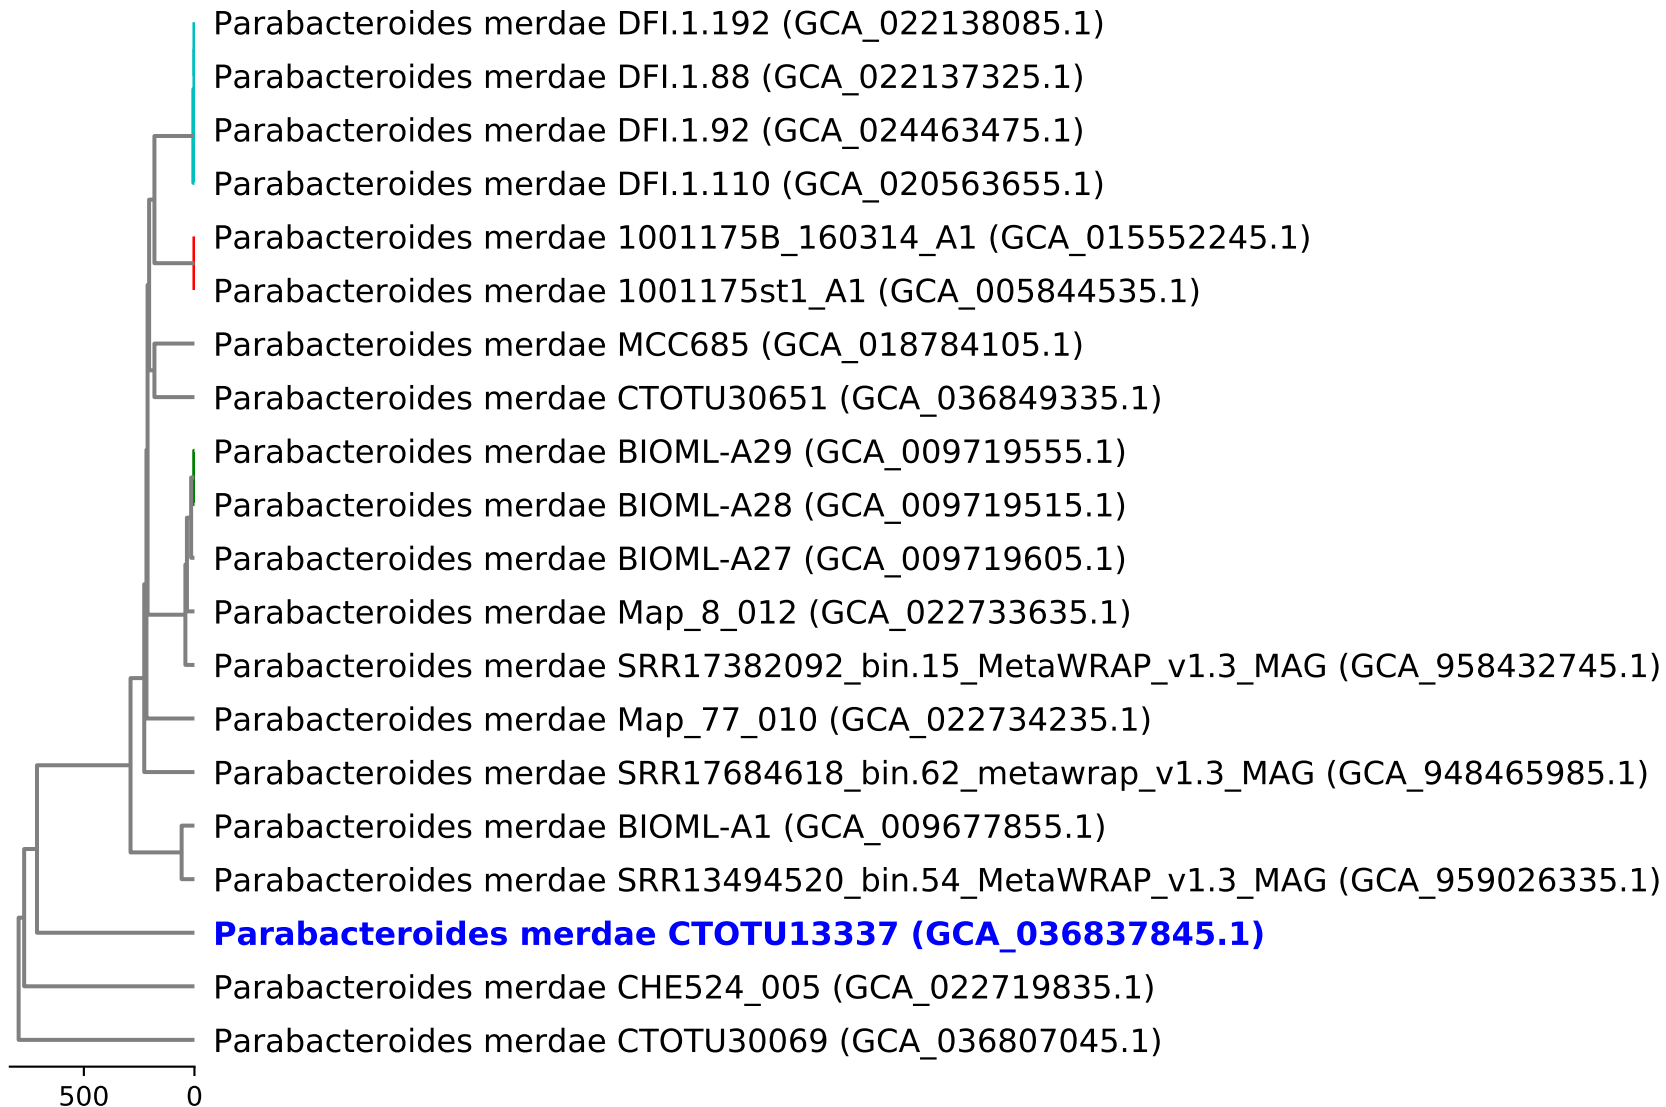 Parabacteroides merdae DFI.1.192 (GCA_022138085.1)
Parabacteroides merdae DFI.1.88 (GCA_022137325.1)
Parabacteroides merdae DFI.1.92 (GCA_024463475.1)
Parabacteroides merdae DFI.1.110 (GCA_020563655.1)
Parabacteroides merdae 1001175B_160314_A1 (GCA_015552245.1)
Parabacteroides merdae 1001175st1_A1 (GCA_005844535.1)
Parabacteroides merdae MCC685 (GCA_018784105.1)
Parabacteroides merdae CTOTU30651 (GCA_036849335.1)
Parabacteroides merdae BIOML-A29 (GCA_009719555.1)
Parabacteroides merdae BIOML-A28 (GCA_009719515.1)
Parabacteroides merdae BIOML-A27 (GCA_009719605.1)
Parabacteroides merdae Map_8_012 (GCA_022733635.1)
Parabacteroides merdae SRR17382092_bin.15_MetaWRAP_v1.3_MAG (GCA_958432745.1)
Parabacteroides merdae Map_77_010 (GCA_022734235.1)
Parabacteroides merdae SRR17684618_bin.62_metawrap_v1.3_MAG (GCA_948465985.1)
Parabacteroides merdae BIOML-A1 (GCA_009677855.1)
Parabacteroides merdae SRR13494520_bin.54_MetaWRAP_v1.3_MAG (GCA_959026335.1)
Parabacteroides merdae CTOTU13337 (GCA_036837845.1)
Parabacteroides merdae CHE524_005 (GCA_022719835.1)
Parabacteroides merdae CTOTU30069 (GCA_036807045.1)
500 0